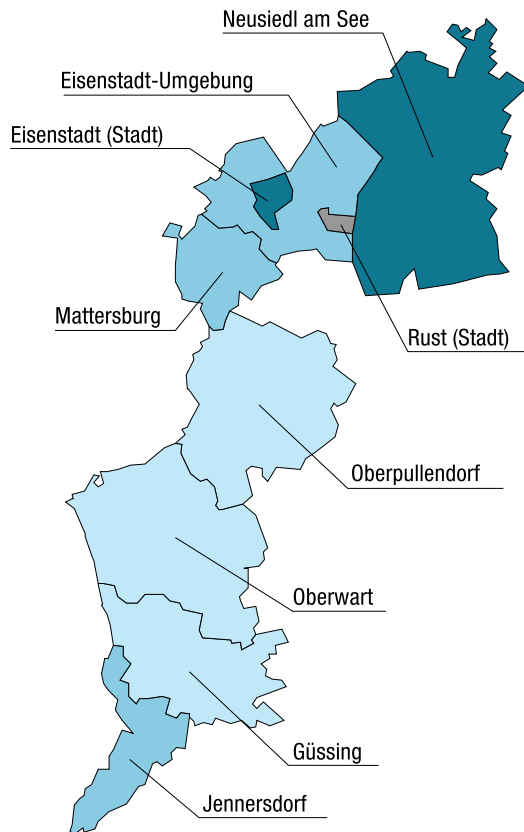 Neusiedl am See
Eisenstadt-Umgebung
Eisenstadt (Stadt)
Mattersburg
Rust (Stadt)
Oberpullendorf
Oberwart
Güssing
Jennersdorf